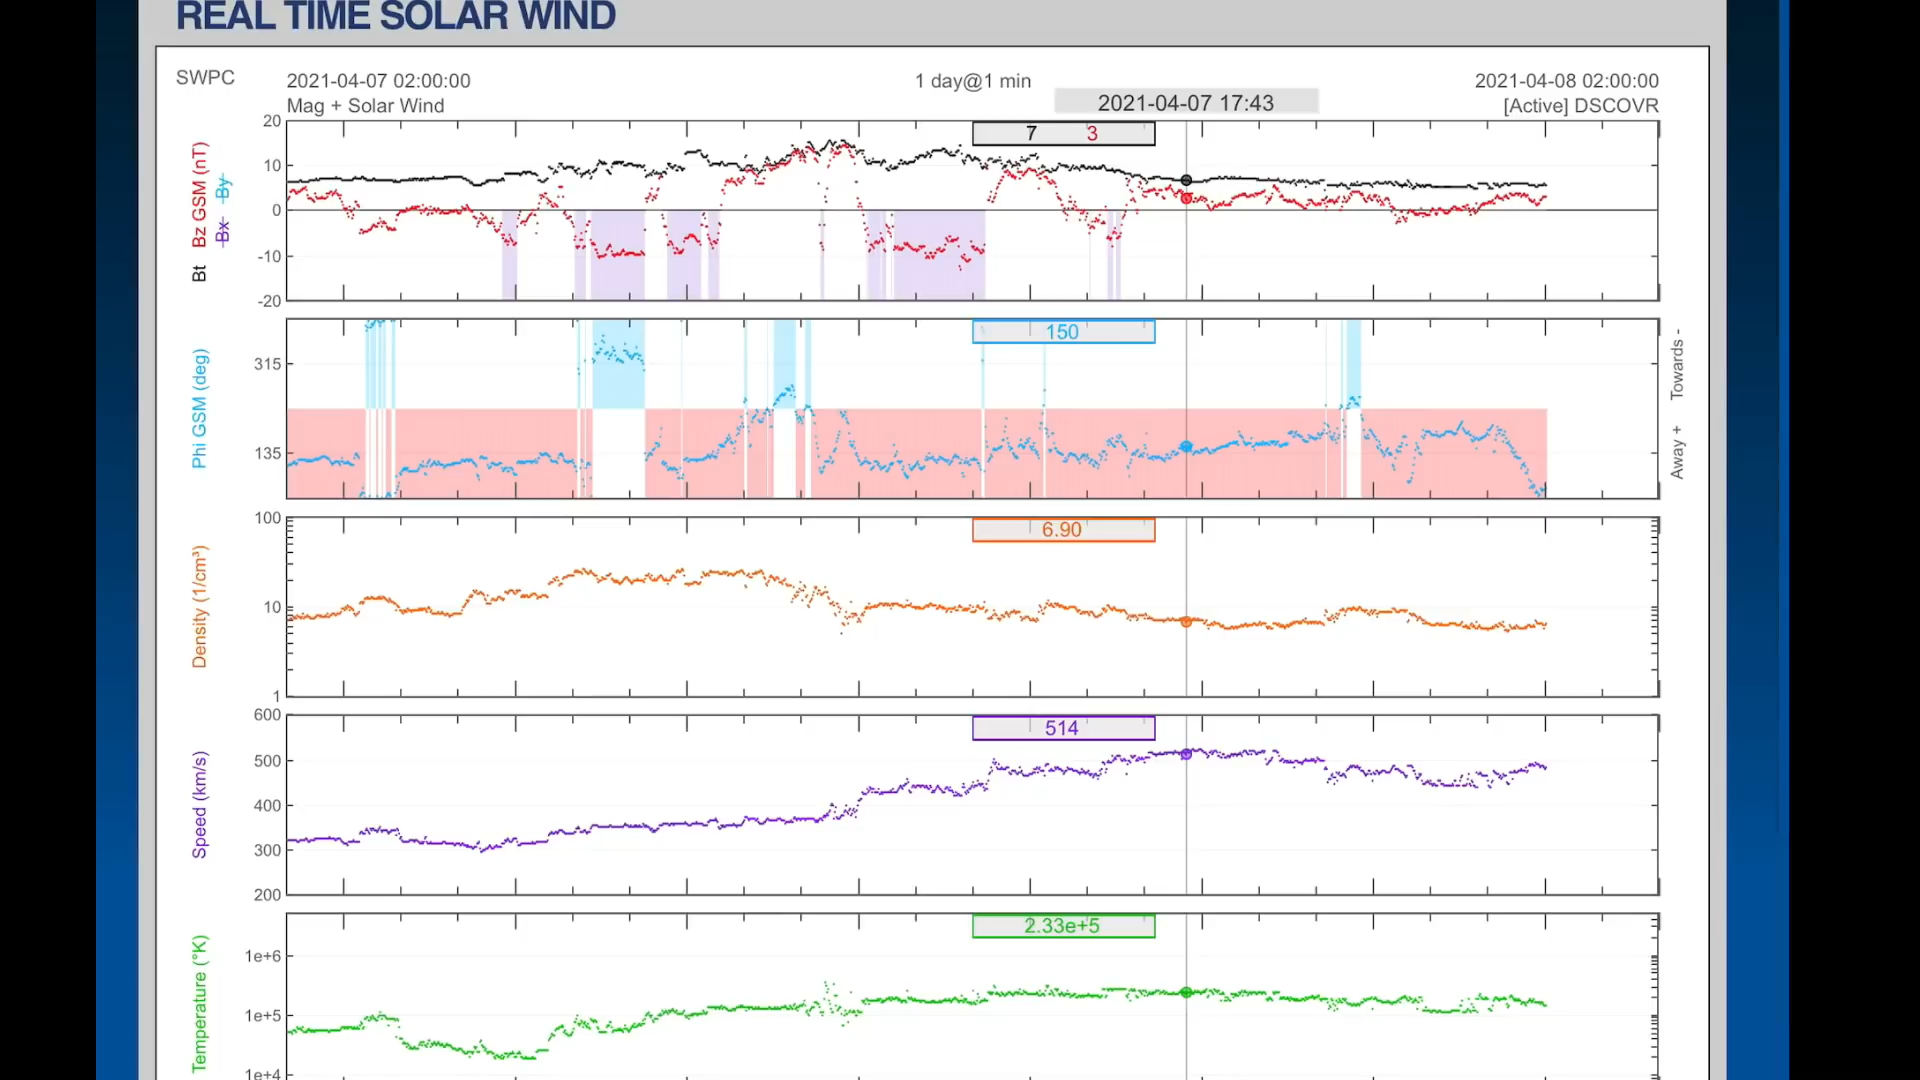 REAL TIME SOLAR WIND
SWPC
2021-04-07 02:00:00
1 day@1 min
2021-04-08 02:00:00
Mag + Solar Wind
2021-04-07 17:43
[Active] DSCOVR
7 3
20
10
0
-10
-20
Bt Bz GSM (nT)
Bx By
150
315
135
Phi GSM (deg)
Away + Towards -
6.90
100
10
1
Density (1/cm³)
514
600
500
400
300
200
Speed (km/s)
2.33e+5
1e+6
1e+5
1e+4
Temperature (°K)